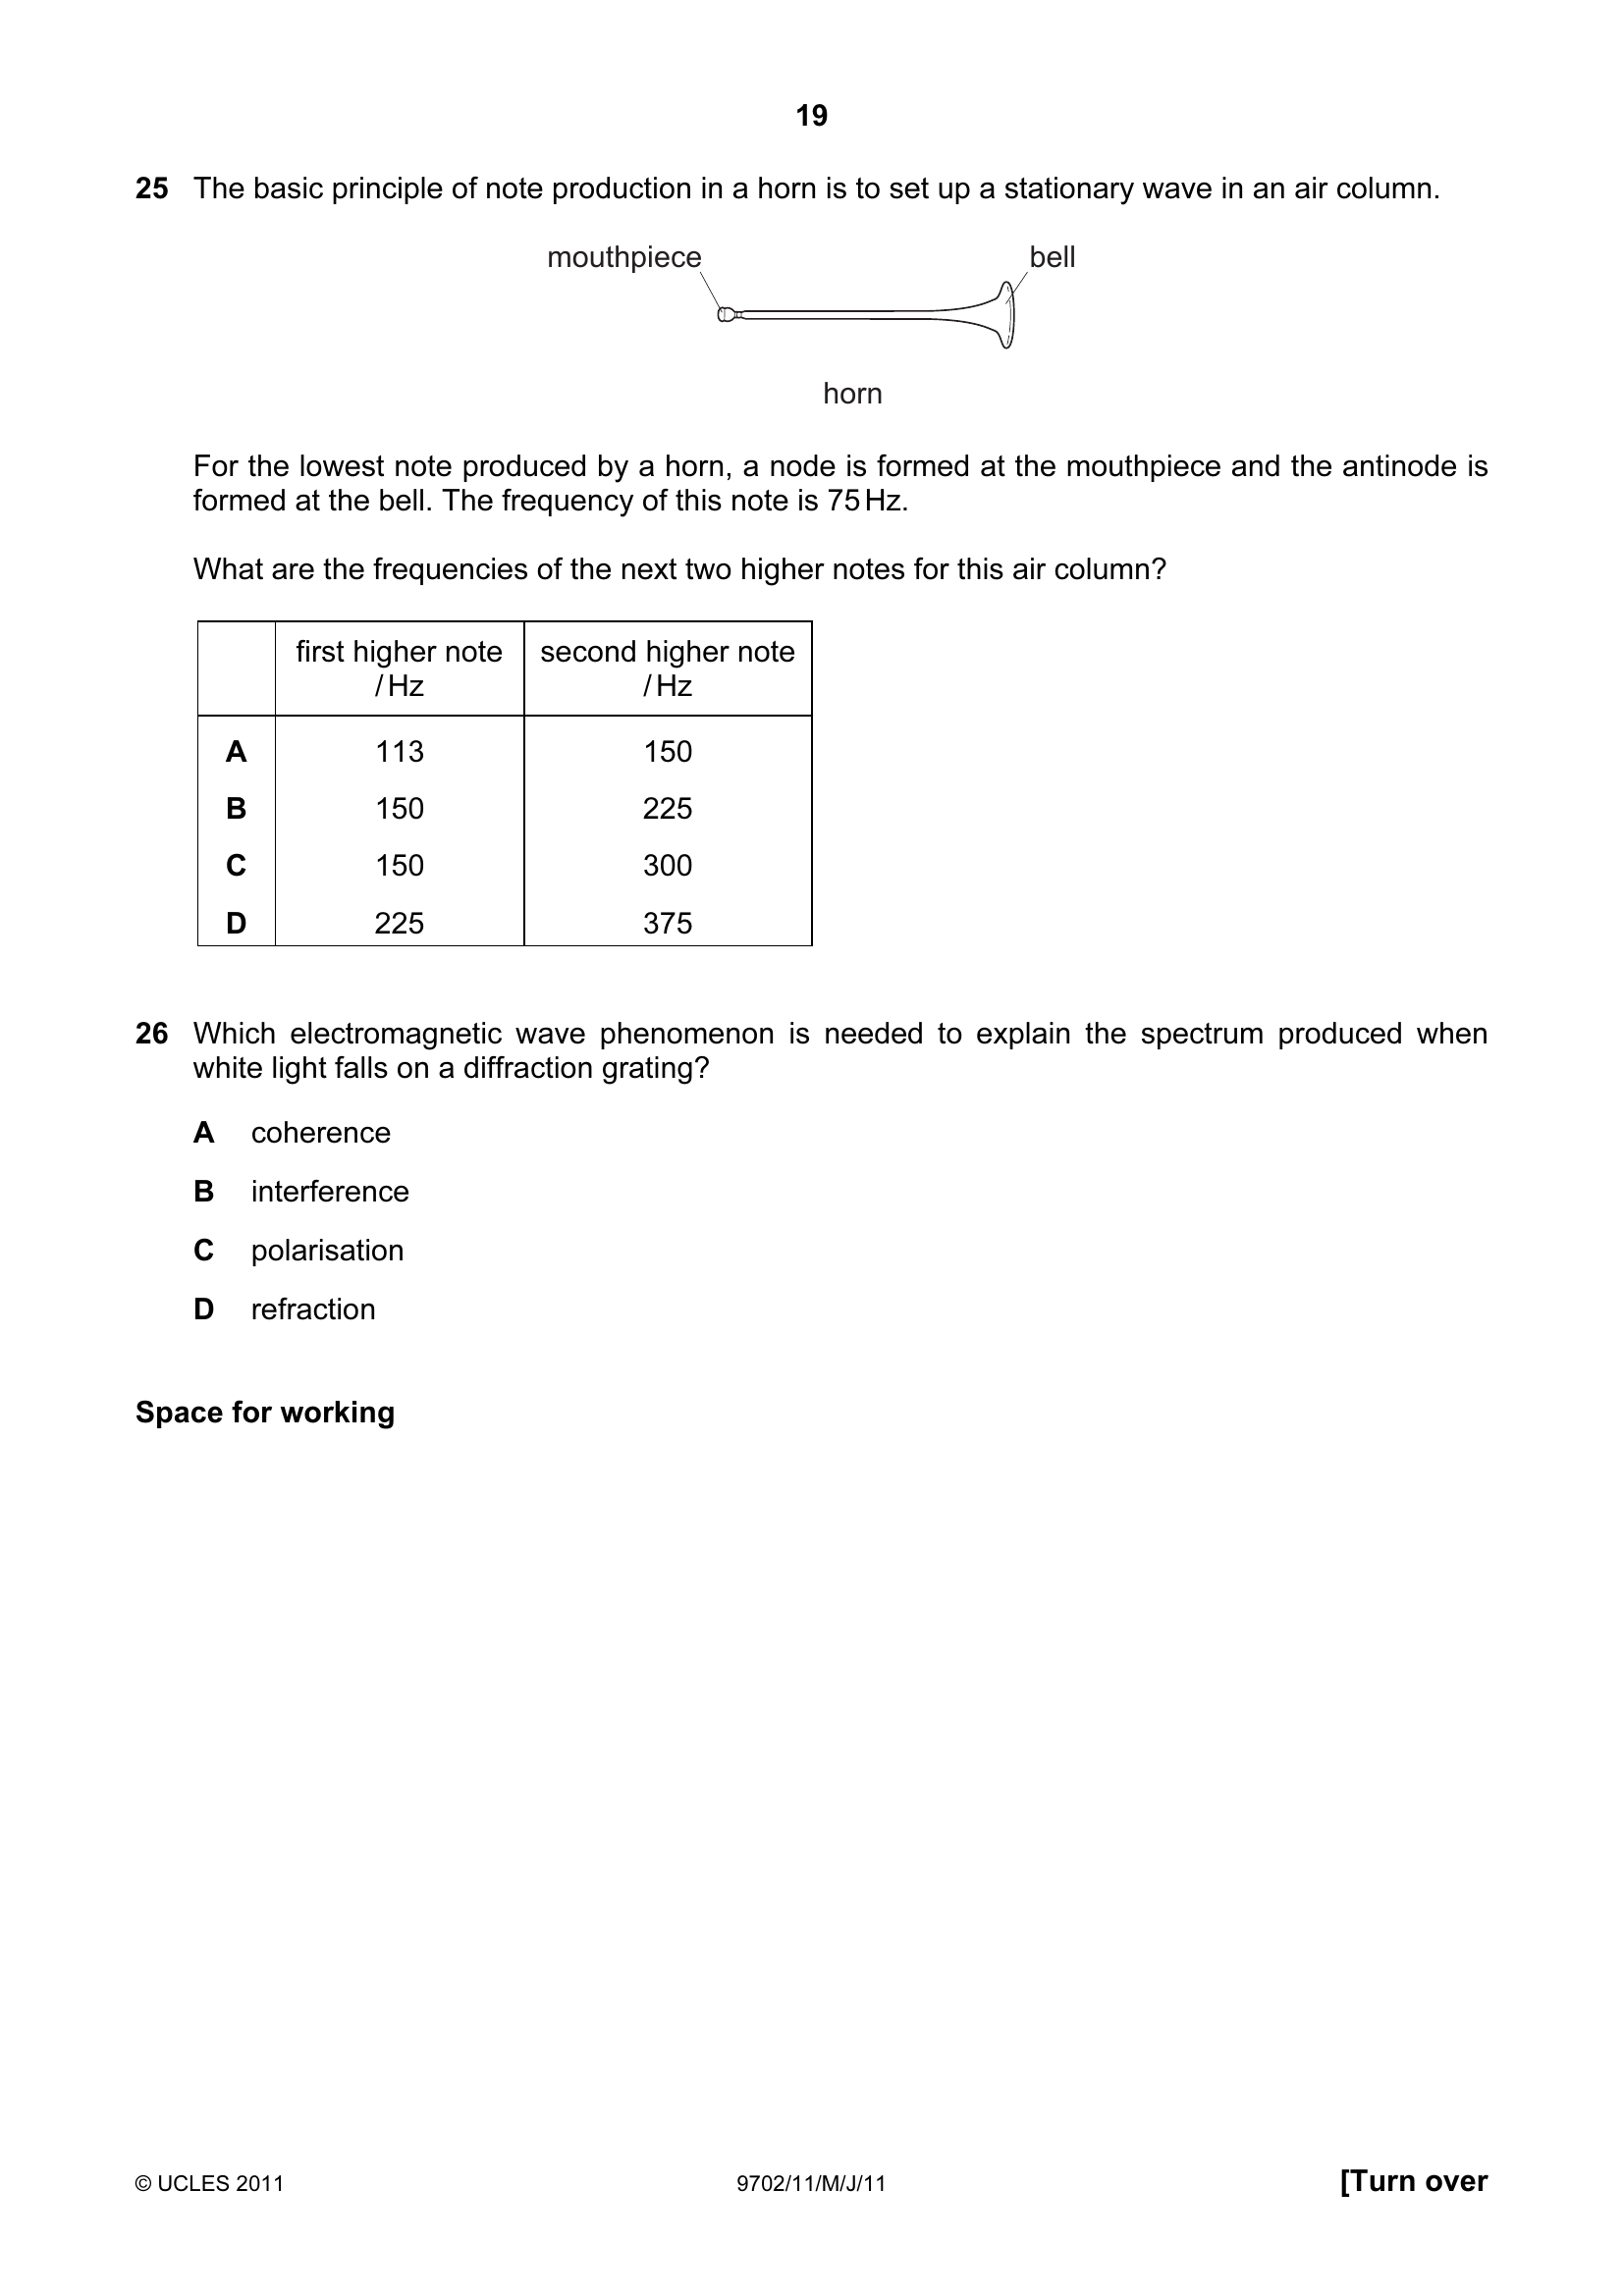 19
25 The basic principle of note production in a horn is to set up a stationary wave in an air column.
mouthpiece bell
horn
For the lowest note produced by a horn, a node is formed at the mouthpiece and the antinode is
formed at the bell. The frequency of this note is 75 Hz.
What are the frequencies of the next two higher notes for this air column?
first higher note second higher note
/ Hz / Hz
A 113 150
B 150 225
C 150 300
D 225 375
26 Which electromagnetic wave phenomenon is needed to explain the spectrum produced when
white light falls on a diffraction grating?
A coherence
B interference
C polarisation
D refraction
Space for working
© UCLES 2011 9702/11/M/J/11 [Turn over